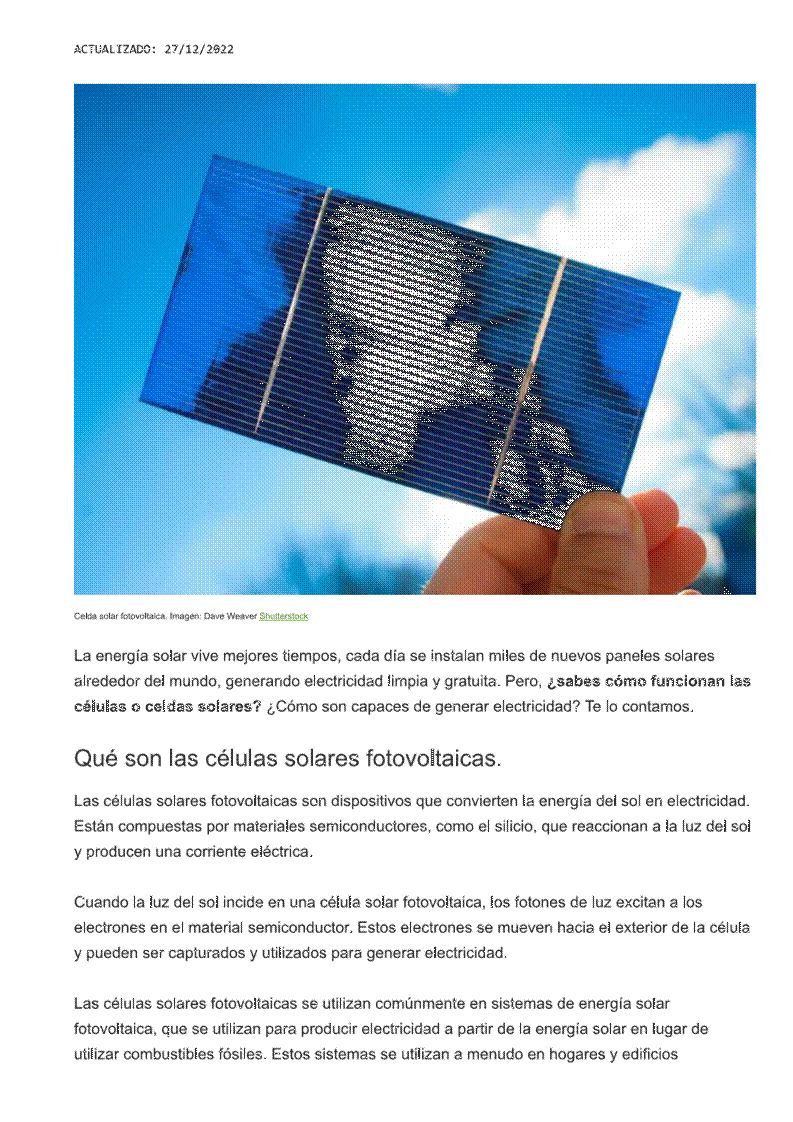 ACTUALIZADO: 27/12/2022
Celda solar fotovoltaica. Imagen: Dave Weaver Shutterstock
La energía solar vive mejores tiempos, cada día se instalan miles de nuevos paneles solares
alrededor del mundo, generando electricidad limpia y gratuita. Pero, ¿sabes cómo funcionan las
células o celdas solares? ¿Cómo son capaces de generar electricidad? Te lo contamos.
Qué son las células solares fotovoltaicas.
Las células solares fotovoltaicas son dispositivos que convierten la energía del sol en electricidad.
Están compuestas por materiales semiconductores, como el silicio, que reaccionan a la luz del sol
y producen una corriente eléctrica.
Cuando la luz del sol incide en una célula solar fotovoltaica, los fotones de luz excitan a los
electrones en el material semiconductor. Estos electrones se mueven hacia el exterior de la célula
y pueden ser capturados y utilizados para generar electricidad.
Las células solares fotovoltaicas se utilizan comúnmente en sistemas de energía solar
fotovoltaica, que se utilizan para producir electricidad a partir de la energía solar en lugar de
utilizar combustibles fósiles. Estos sistemas se utilizan a menudo en hogares y edificios